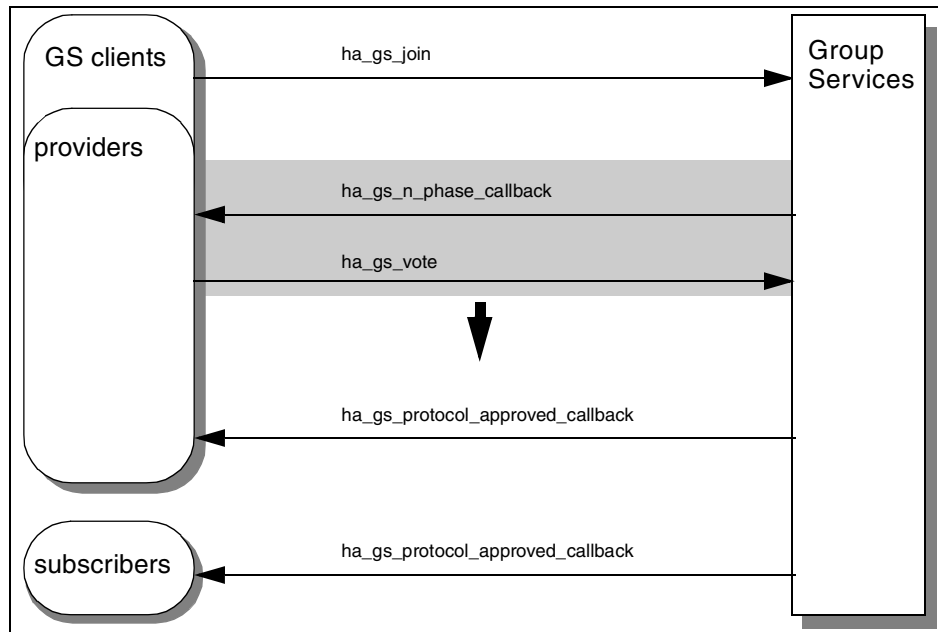 GS clients
ha_gs_join
Group
Services
providers
ha_gs_n_phase_callback
ha_gs_vote
ha_gs_protocol_approved_callback
subscribers
ha_gs_protocol_approved_callback